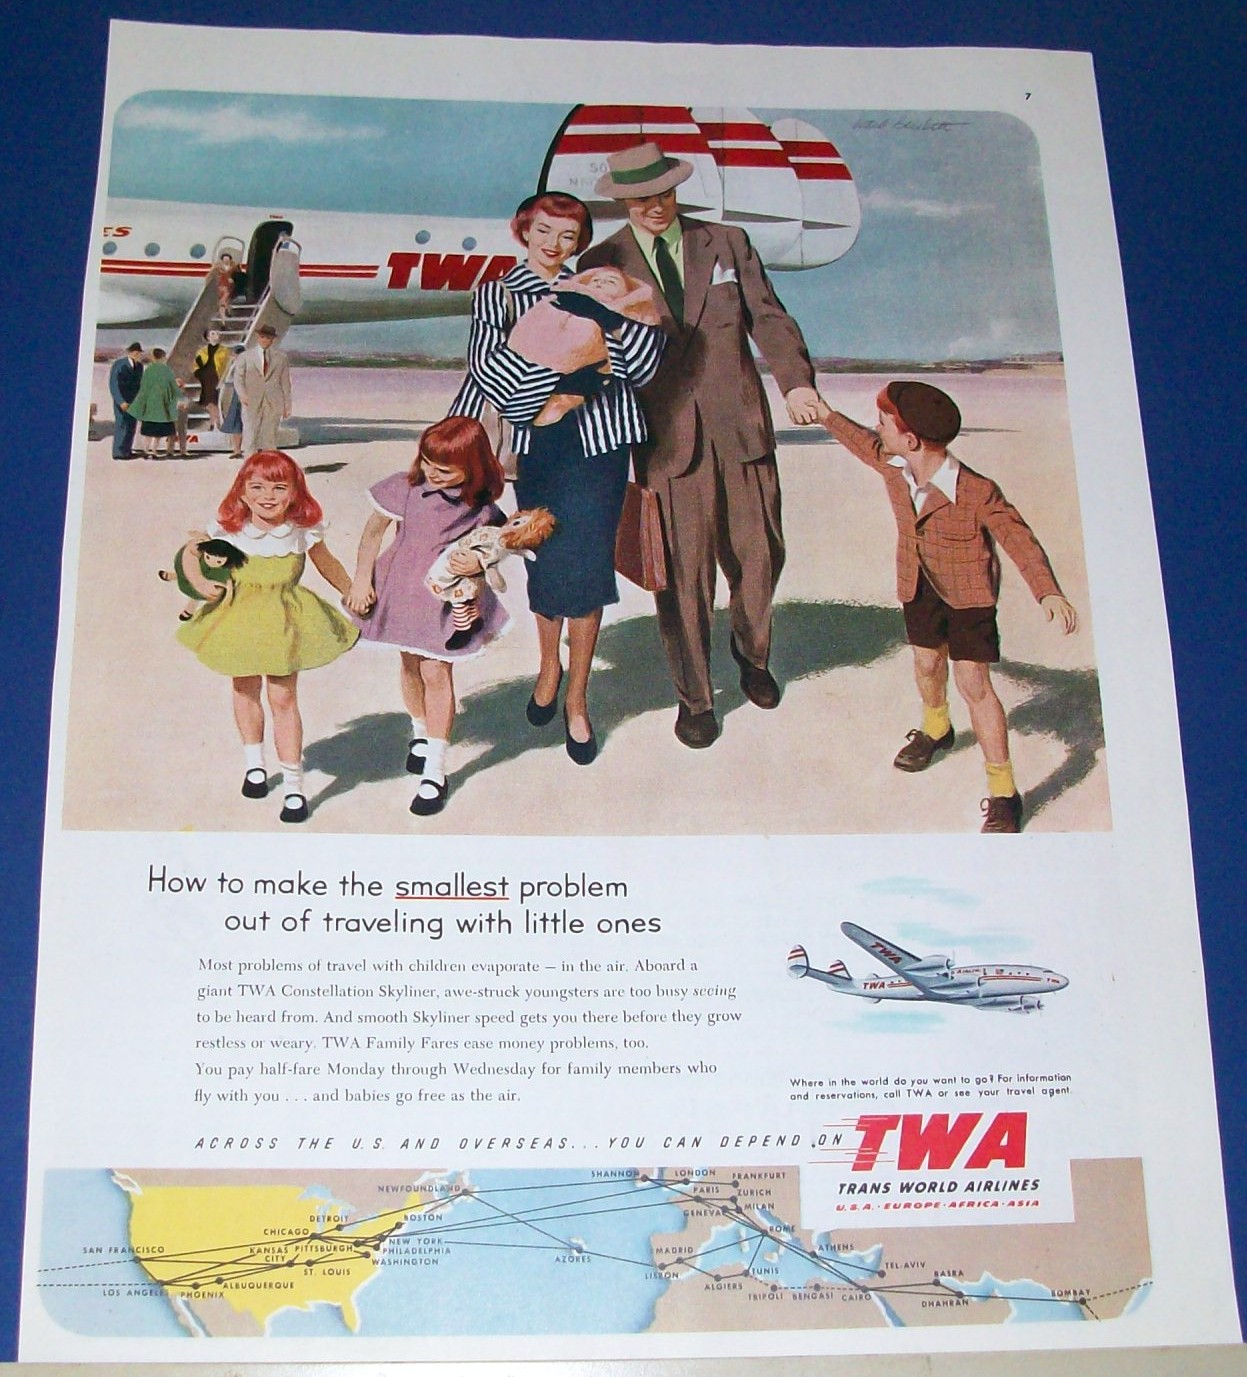 7
ES
TWA
How to make the smallest problem
out of traveling with little ones
Most problems of travel with children evaporate — in the air. Aboard a
giant TWA Constellation Skyliner, awe-struck youngsters are too busy seeing
to be heard from. And smooth Skyliner speed gets you there before they grow
restless or weary. TWA Family Fares ease money problems, too.
You pay half-fare Monday through Wednesday for family members who
fly with you . . . and babies go free as the air.
TWA
TWA
TWA
Where in the world do you want to go? For information
and reservations, call TWA or see your travel agent.
ACROSS THE U.S. AND OVERSEAS...YOU CAN DEPEND ON
TWA
TRANS WORLD AIRLINES
U.S.A. · EUROPE · AFRICA · ASIA
SHANNON
LONDON
FRANKFURT
NEWFOUNDLAND
PARIS
ZURICH
GENEVA
MILAN
DETROIT
BOSTON
CHICAGO
ROME
SAN FRANCISCO
KANSAS
CITY
PITTSBURGH
NEW YORK
PHILADELPHIA
WASHINGTON
AZORES
MADRID
ATHENS
ST. LOUIS
LISBON
TUNIS
TEL-AVIV
BASRA
LOS ANGELES
PHOENIX
ALBUQUERQUE
ALGIERS
TRIPOLI
BENGASI
CAIRO
DHAHRAN
BOMBAY